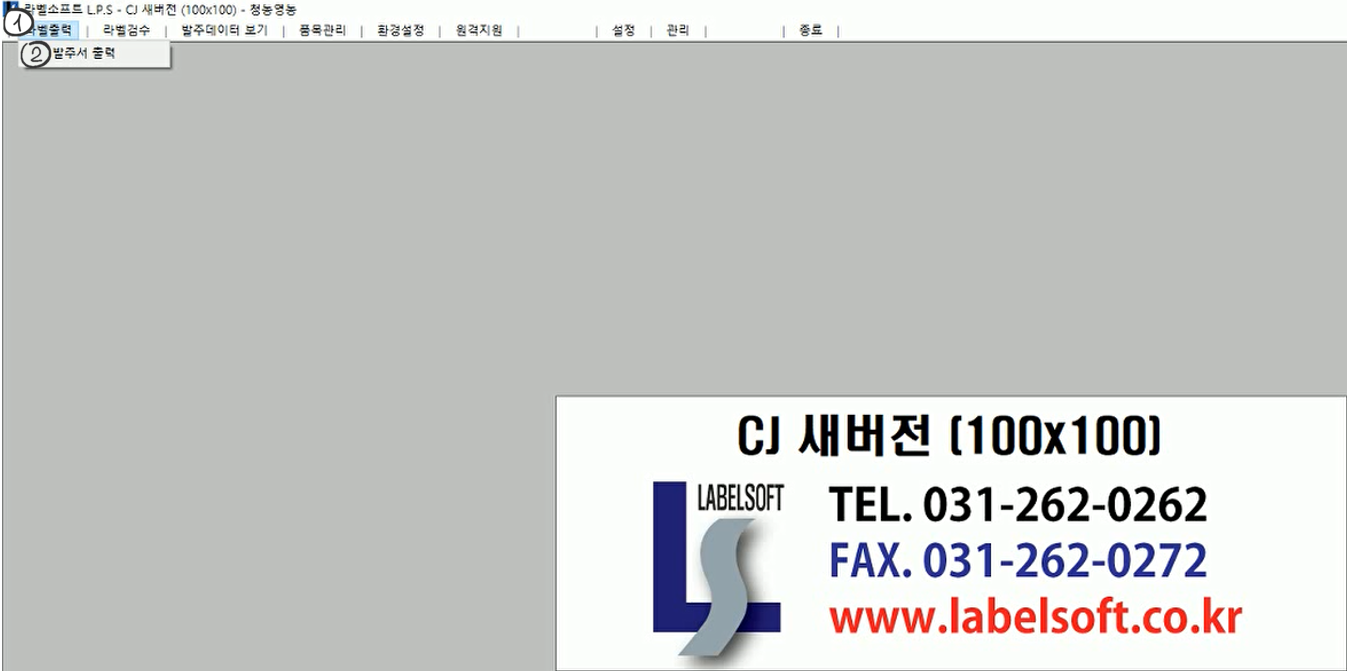 라벨소프트 L.P.S - CJ 새버전 (100x100) - 청농영농
① 라벨출력 | 라벨검수 | 발주데이터 보기 | 품목관리 | 환경설정 | 원격지원 | | 설정 | 관리 | | 종료 |
② 발주서 출력
CJ 새버전 (100x100)
LABELSOFT
TEL. 031-262-0262
FAX. 031-262-0272
www.labelsoft.co.kr